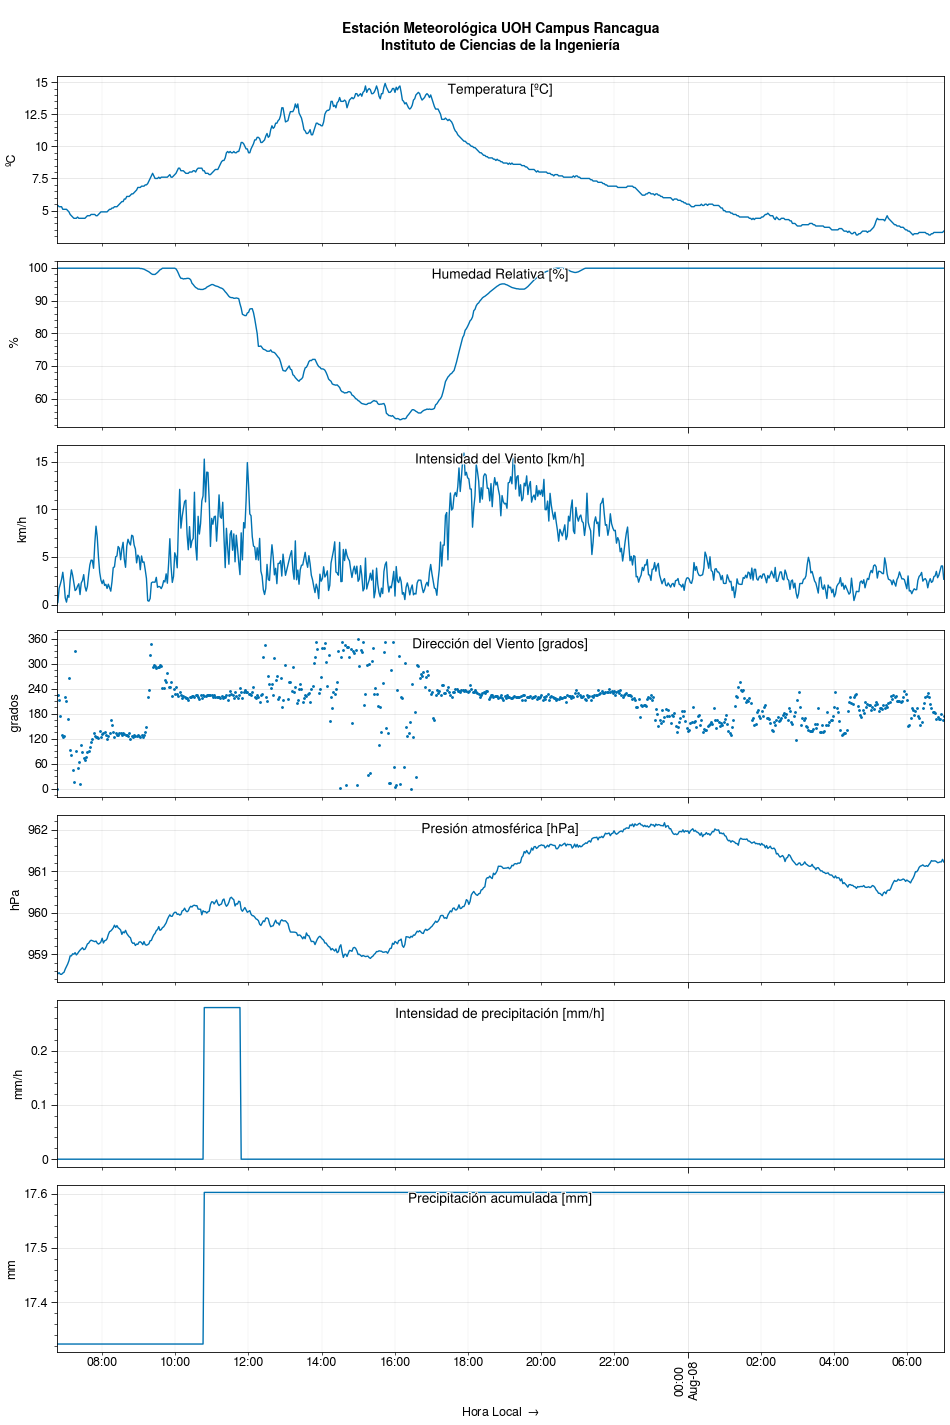 Estación Meteorológica UOH Campus Rancagua
Instituto de Ciencias de la Ingeniería
Temperatura [ºC]
ºC
15
12.5
10
7.5
5
Humedad Relativa [%]
%
100
90
80
70
60
Intensidad del Viento [km/h]
km/h
15
10
5
0
Dirección del Viento [grados]
grados
360
300
240
180
120
60
0
Presión atmosférica [hPa]
hPa
962
961
960
959
Intensidad de precipitación [mm/h]
mm/h
0.2
0.1
0
Precipitación acumulada [mm]
mm
17.6
17.5
17.4
08:00 10:00 12:00 14:00 16:00 18:00 20:00 22:00 00:00 02:00 04:00 06:00
Aug-08
Hora Local →